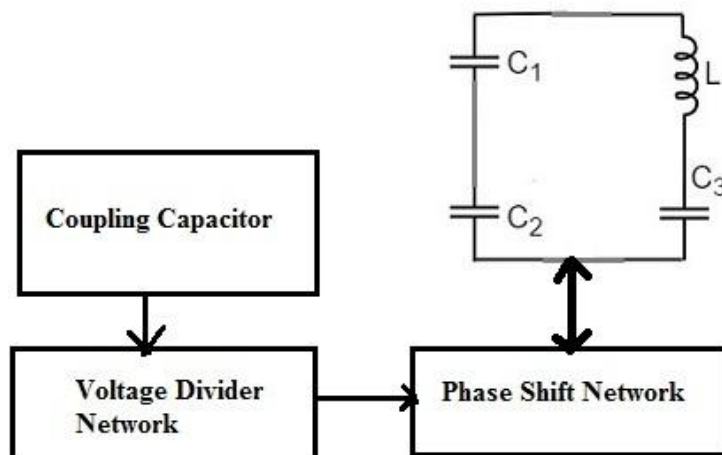 C1
L
C3
C2
Coupling Capacitor
Voltage Divider
Network
Phase Shift Network